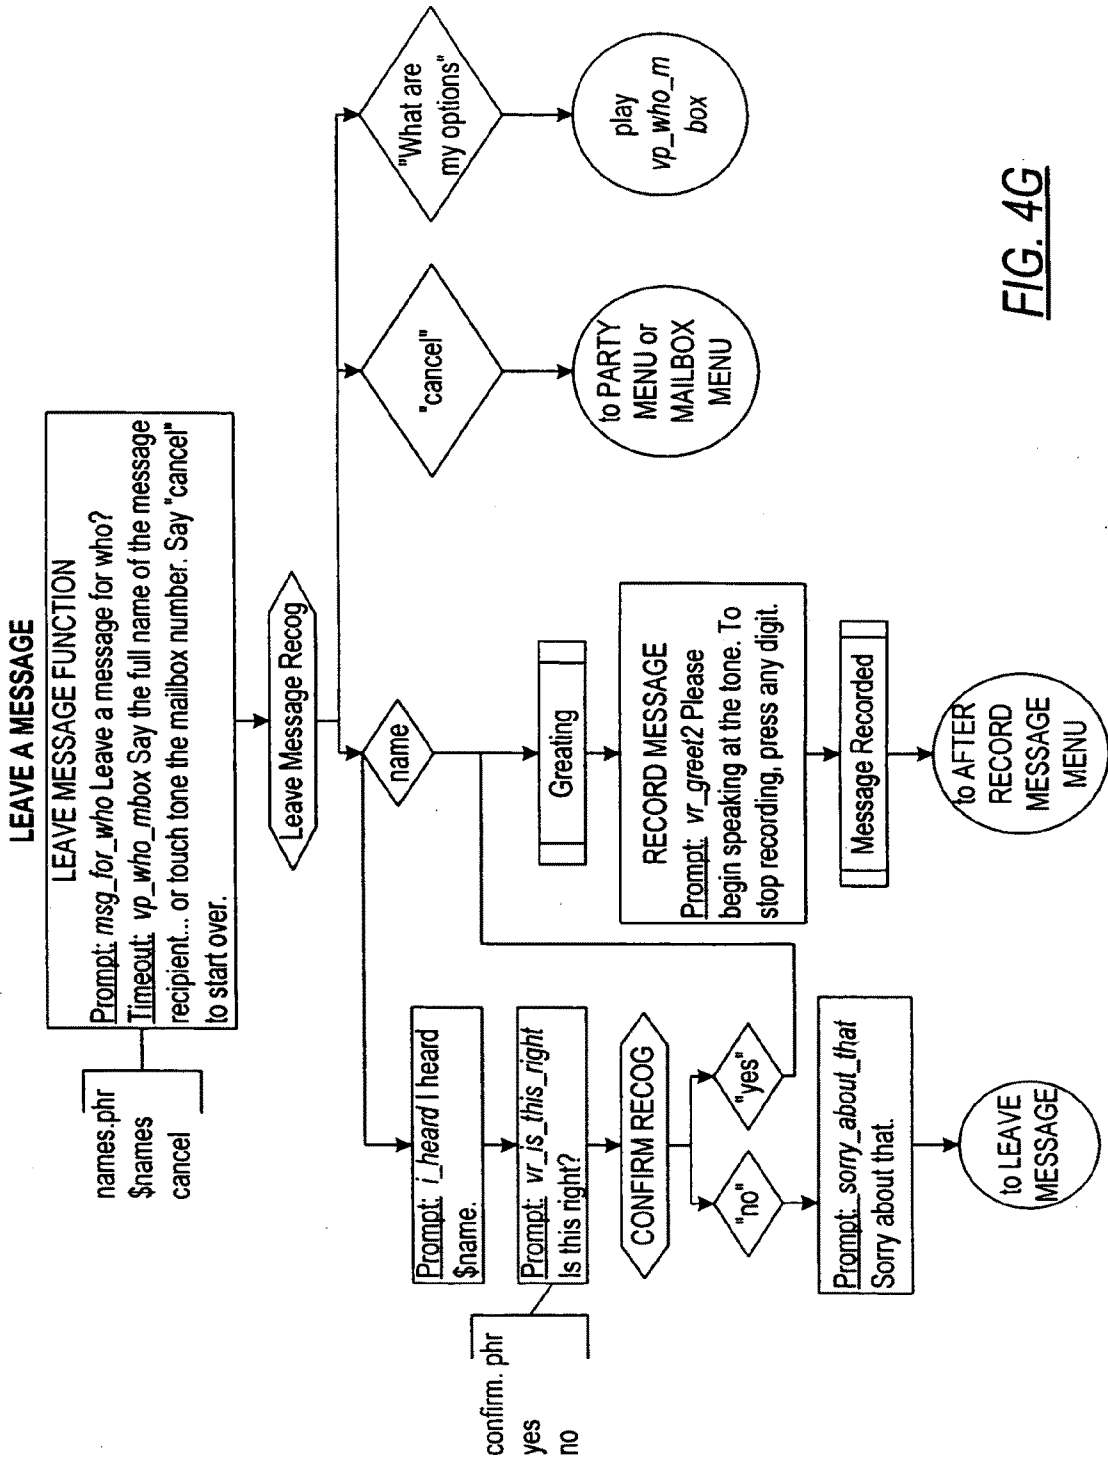 LEAVE A MESSAGE
names.phr
$names
cancel
LEAVE MESSAGE FUNCTION
Prompt: msg_for_who Leave a message for who?
Timeout: vp_who_mbox Say the full name of the message
recipient... or touch tone the mailbox number. Say "cancel"
to start over.
Leave Message Recog
name
"cancel"
"What are
my options"
confirm. phr
yes
no
Prompt: i_heard I heard
$name.
Prompt: vr_is_this_right
Is this right?
CONFIRM RECOG
"no"
"yes"
Prompt: sorry_about_that
Sorry about that.
to LEAVE
MESSAGE
Greating
RECORD MESSAGE
Prompt: vr_greet2 Please
begin speaking at the tone. To
stop recording, press any digit.
Message Recorded
to AFTER
RECORD
MESSAGE
MENU
to PARTY
MENU or
MAILBOX
MENU
play
vp_who_m
box
FIG. 4G